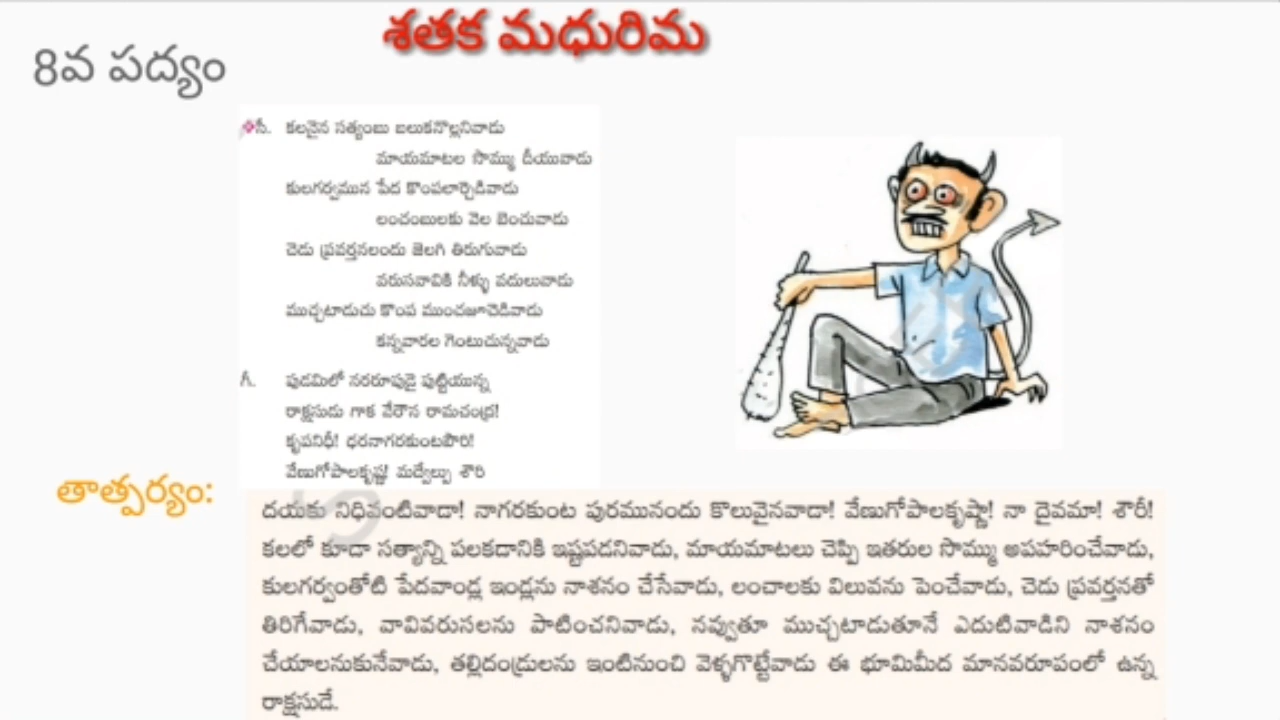 శతక మధురిమ
8వ పద్యం
సీ. కలనైన సత్యంబు బలుకనొల్లనివాడు
మాయమాటల సొమ్ము దీయువాడు
కులగర్వమున పేద కొంపలార్చెడివాడు
లంచంబులకు వెల బెంచువాడు
చెడు ప్రవర్తనలందు జెలగి తిరుగువాడు
వరుసవావికి నీళ్ళు వదులువాడు
ముచ్చటాడుచు కొంప ముంచజూచెడివాడు
కన్నవారల గెంటుచున్నవాడు
గీ. పుడమిలో నరరూపుడై పుట్టియున్న
రాక్షసుడు గాక వేరౌన రామచంద్ర!
కృపనిధీ! ధరనాగరకుంటపౌరి!
వేణుగోపాలకృష్ణ! మద్వేల్పు శౌరి
తాత్పర్యం:
దయకు నిధివంటివాడా! నాగరకుంట పురమునందు కొలువైనవాడా! వేణుగోపాలకృష్ణా! నా దైవమా! శౌరీ!
కలలో కూడా సత్యాన్ని పలకడానికి ఇష్టపడనివాడు, మాయమాటలు చెప్పి ఇతరుల సొమ్ము అపహరించేవాడు,
కులగర్వంతోటి పేదవాండ్ల ఇండ్లను నాశనం చేసేవాడు, లంచాలకు విలువను పెంచేవాడు, చెడు ప్రవర్తనతో
తిరిగేవాడు, వావివరుసలను పాటించనివాడు, నవ్వుతూ ముచ్చటాడుతూనే ఎదుటివాడిని నాశనం
చేయాలనుకునేవాడు, తల్లిదండ్రులను ఇంటినుంచి వెళ్ళగొట్టేవాడు ఈ భూమిమీద మానవరూపంలో ఉన్న
రాక్షసుడే.